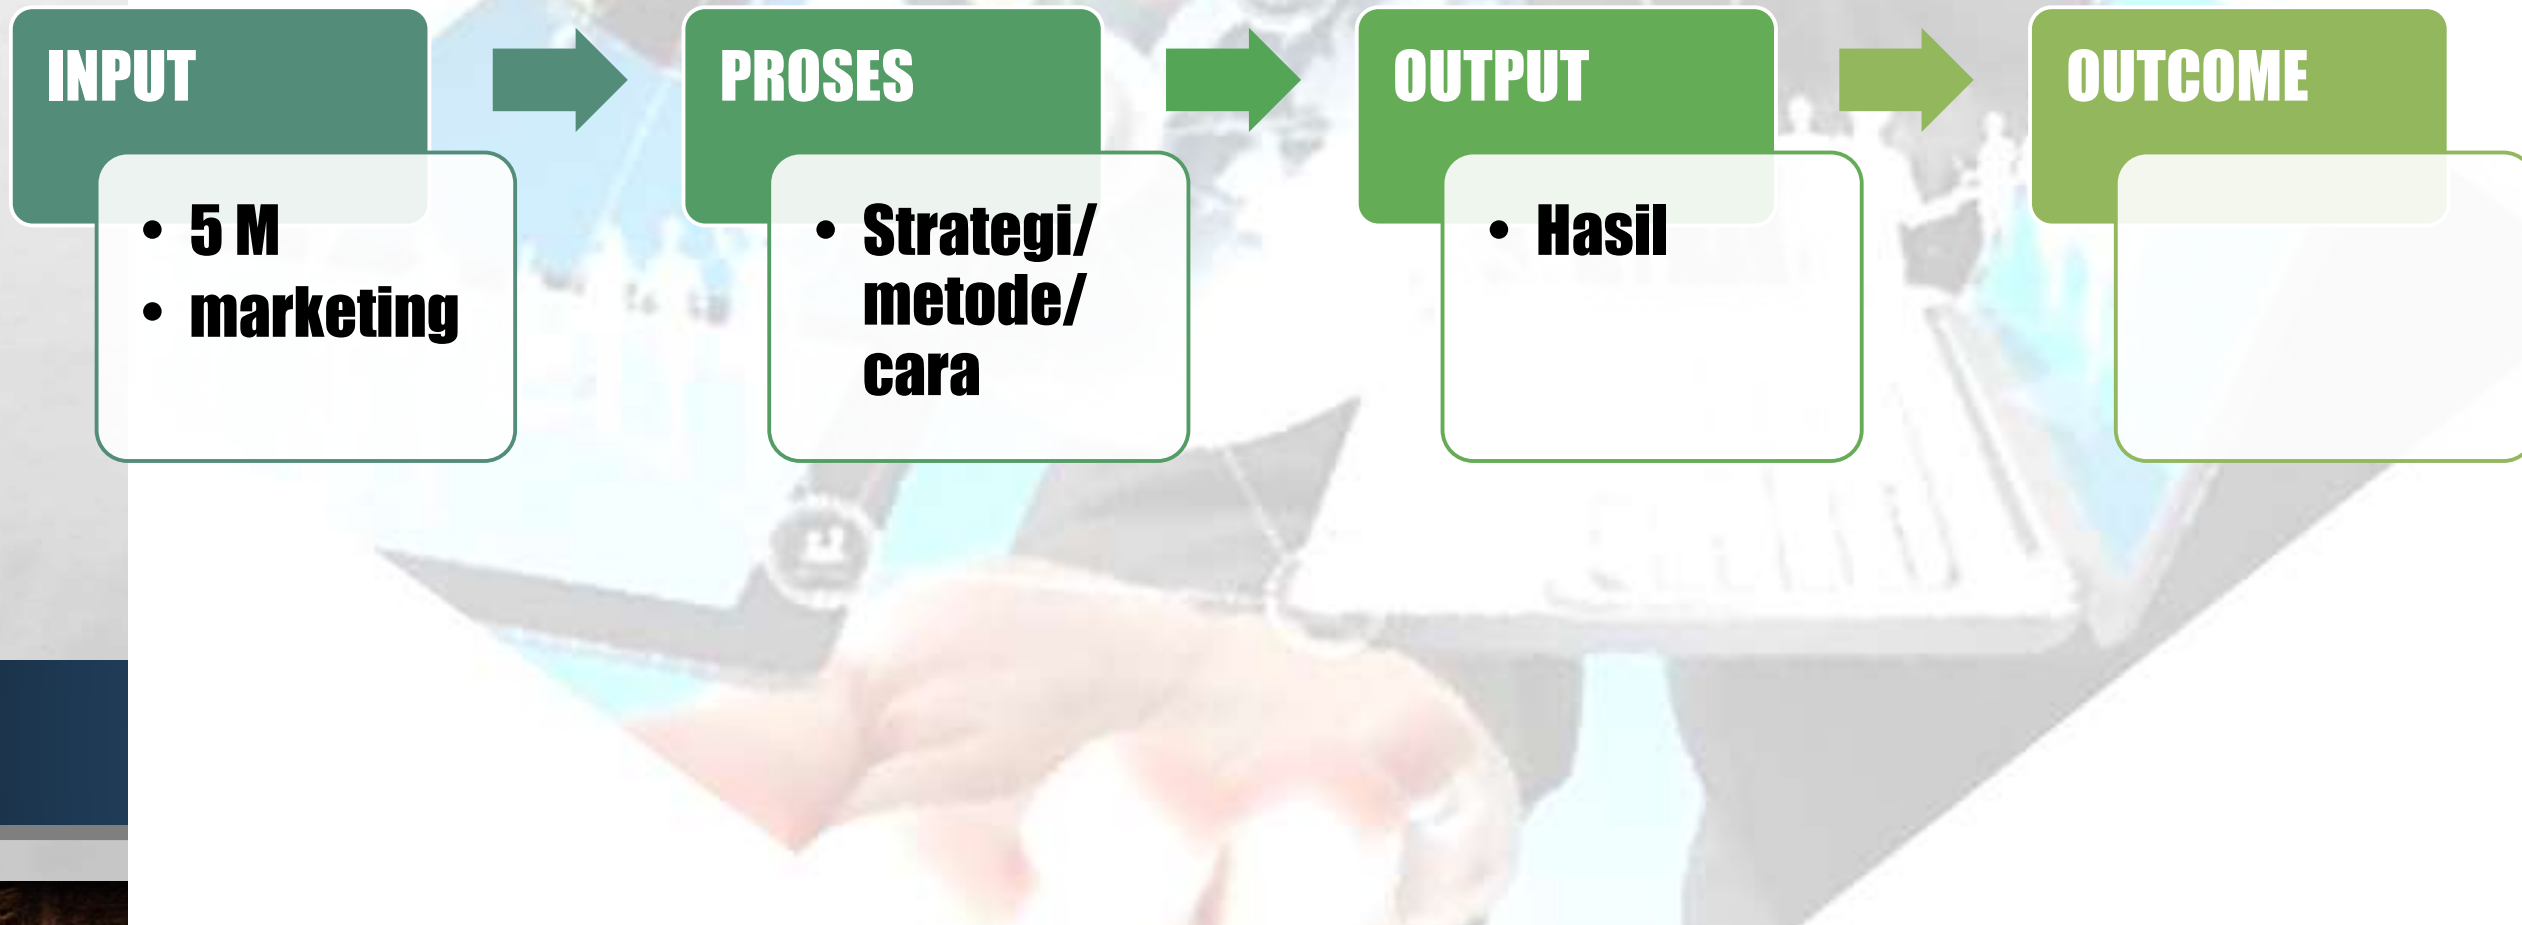 INPUT
• 5 M
• marketing
PROSES
• Strategi/
metode/
cara
OUTPUT
• Hasil
OUTCOME